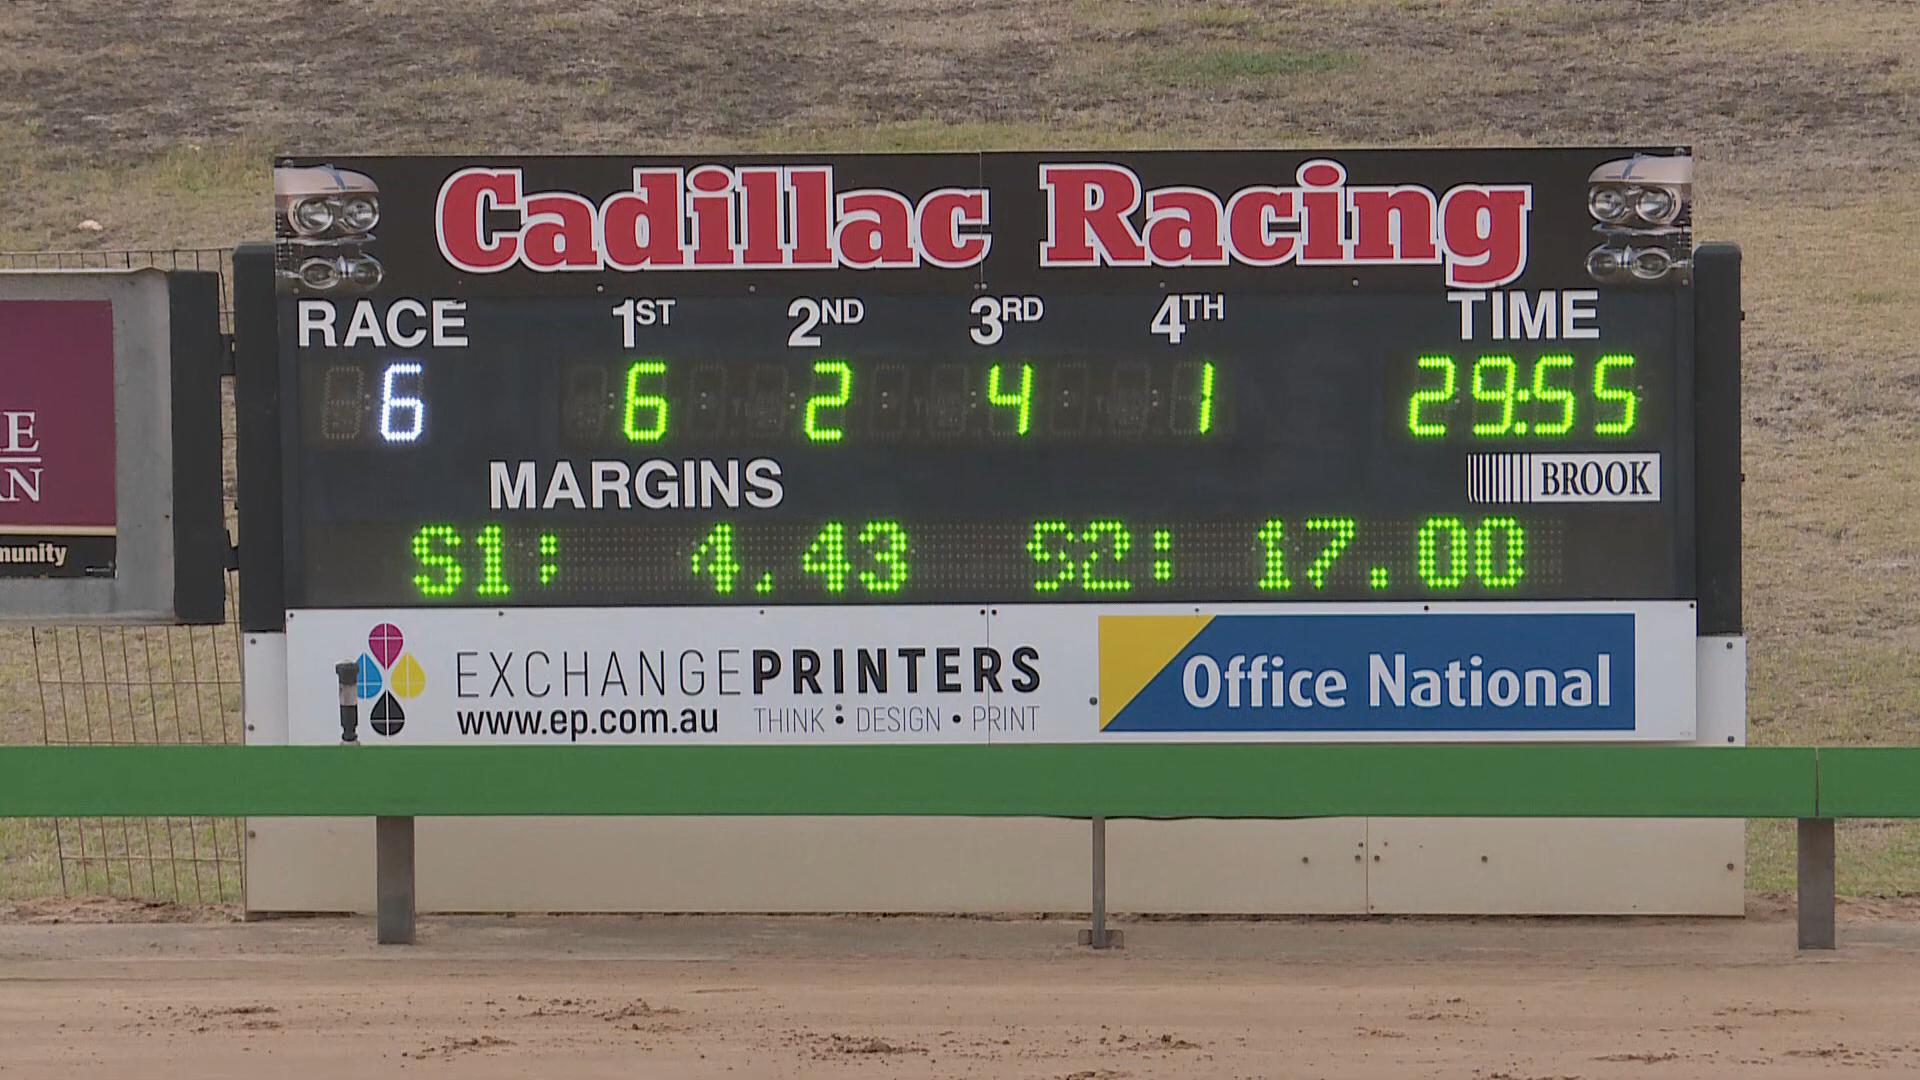 Cadillac Racing
RACE 1ST 2ND 3RD 4TH TIME
6 6 2 4 1 29:55
MARGINS BROOK
S1: 4.43 S2: 17.00
EXCHANGEPRINTERS
www.ep.com.au THINK • DESIGN • PRINT
Office National